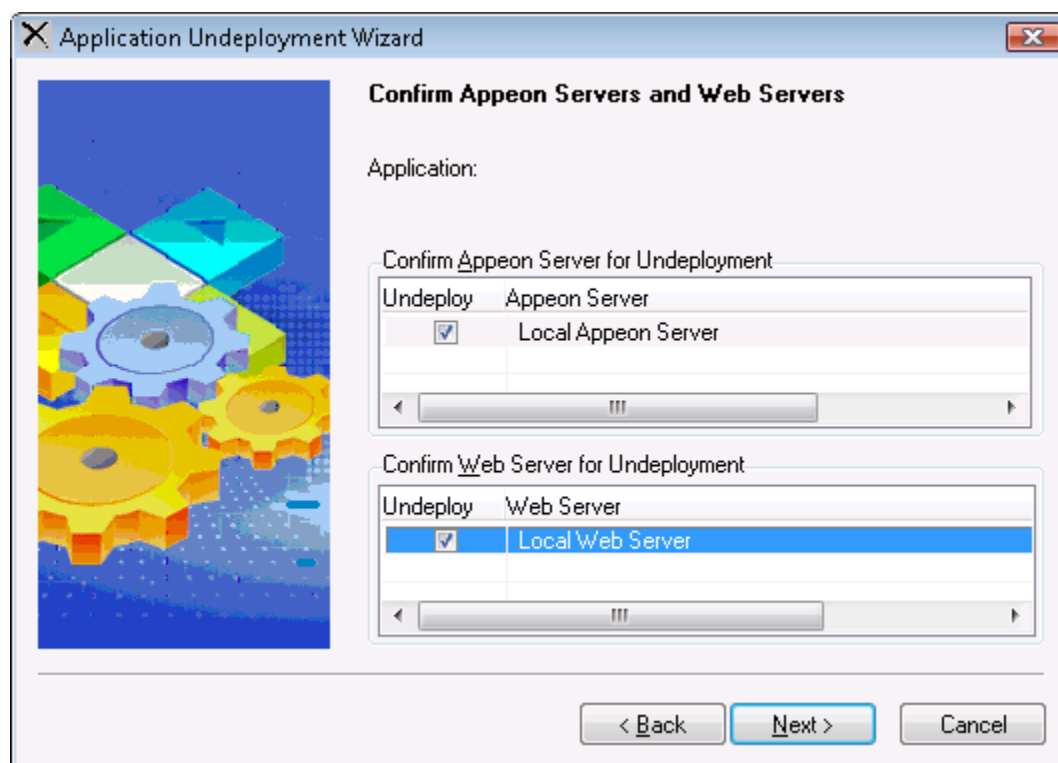 Application Undeployment Wizard
Confirm Appeon Servers and Web Servers
Application:
Confirm Appeon Server for Undeployment
Undeploy Appeon Server
Local Appeon Server
Confirm Web Server for Undeployment
Undeploy Web Server
Local Web Server
< Back Next > Cancel